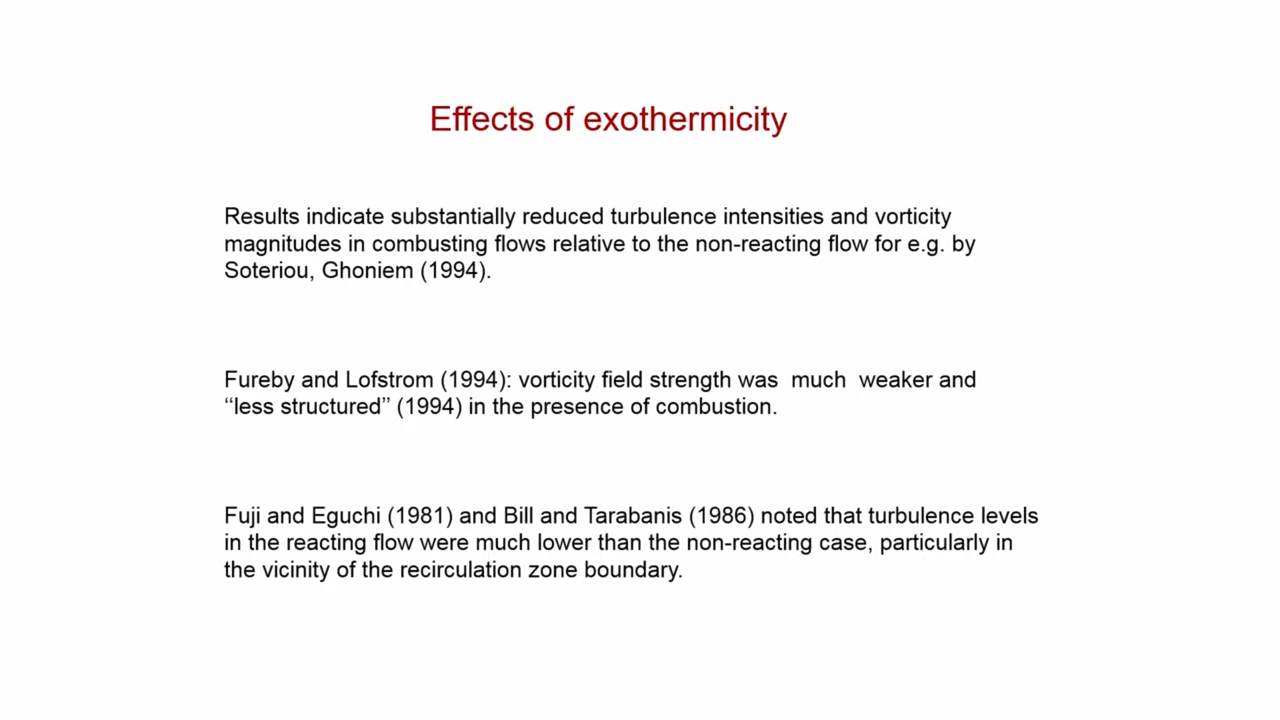 Effects of exothermicity
Results indicate substantially reduced turbulence intensities and vorticity
magnitudes in combusting flows relative to the non-reacting flow for e.g. by
Soteriou, Ghoniem (1994).
Fureby and Lofstrom (1994): vorticity field strength was  much  weaker and
‘‘less structured’’ (1994) in the presence of combustion.
Fuji and Eguchi (1981) and Bill and Tarabanis (1986) noted that turbulence levels
in the reacting flow were much lower than the non-reacting case, particularly in
the vicinity of the recirculation zone boundary.